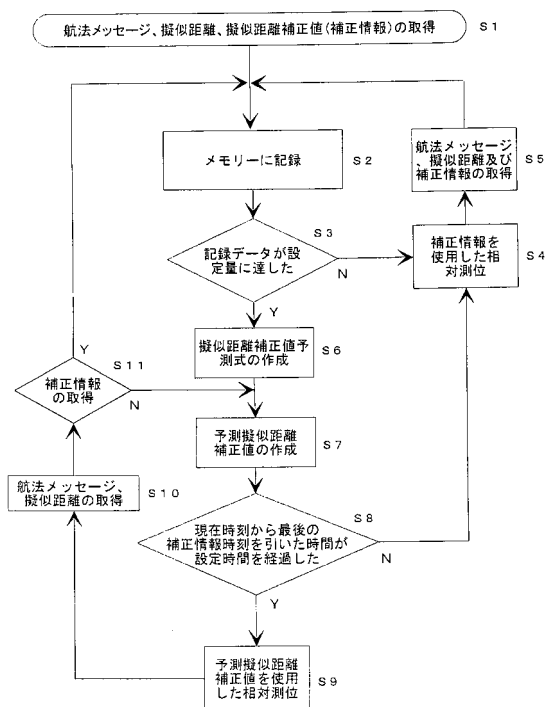 航法メッセージ、擬似距離、擬似距離補正値(補正情報)の取得
S1
メモリーに記録
S2
航法メッセージ
、擬似距離及び
補正情報の取得
S5
記録データが設
定量に達した
S3
N
Y
補正情報を
使用した相
対測位
S4
擬似距離補正値予
測式の作成
S6
Y
S11
補正情報
の取得
N
予測擬似距離
補正値の作成
S7
航法メッセージ、
擬似距離の取得
S10
現在時刻から最後の
補正情報時刻を引いた時間が
設定時間を経過した
S8
N
Y
予測擬似距離
補正値を使用
した相対測位
S9